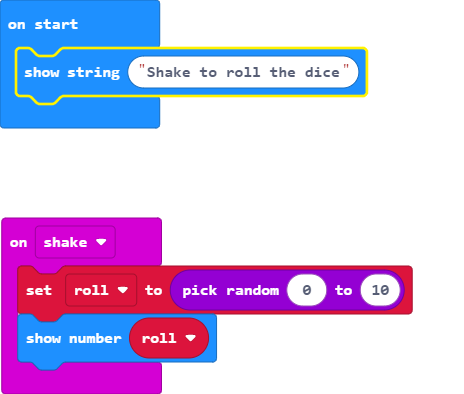 on start
show string "Shake to roll the dice"
on shake
set roll to pick random 0 to 10
show number roll